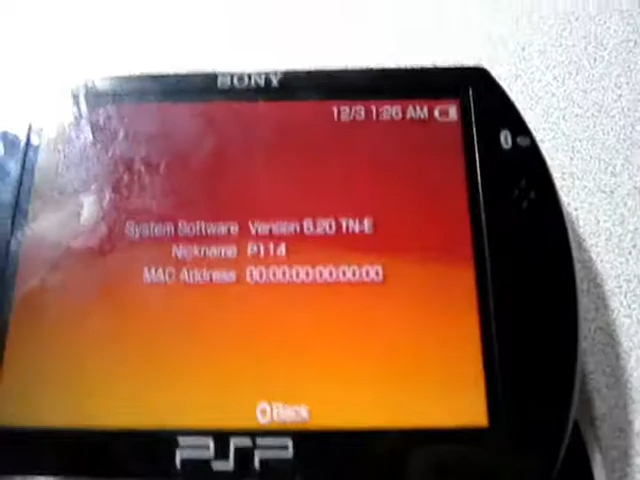 SONY
12/3 1:26 AM
System Software Version 6.20 TN-E
Nickname P114
MAC Address 00:00:00:00:00:00
Back
PSP